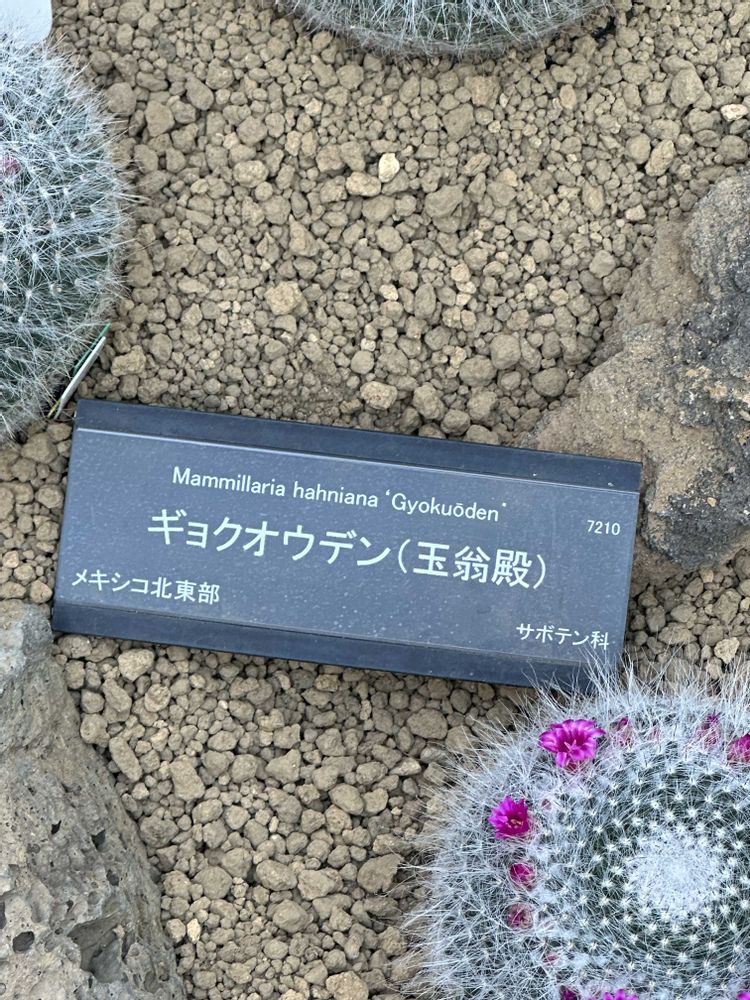 Mammillaria hahniana ‘Gyokuōden’
7210
ギョクオウデン(玉翁殿)
メキシコ北東部
サボテン科